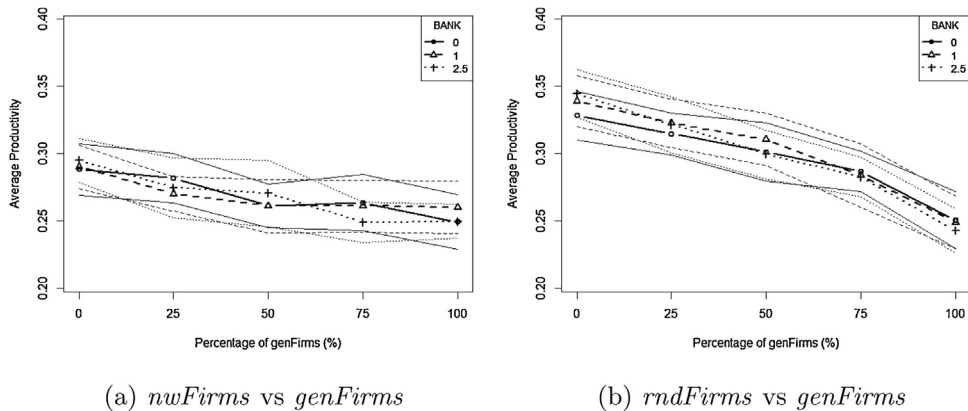 BANK
0
1
2.5
Average Productivity
0.40
0.35
0.30
0.25
0.20
0 25 50 75 100
Percentage of genFirms (%)
(a) nwFirms vs genFirms
BANK
0
1
2.5
Average Productivity
0.40
0.35
0.30
0.25
0.20
0 25 50 75 100
Percentage of genFirms (%)
(b) rndFirms vs genFirms